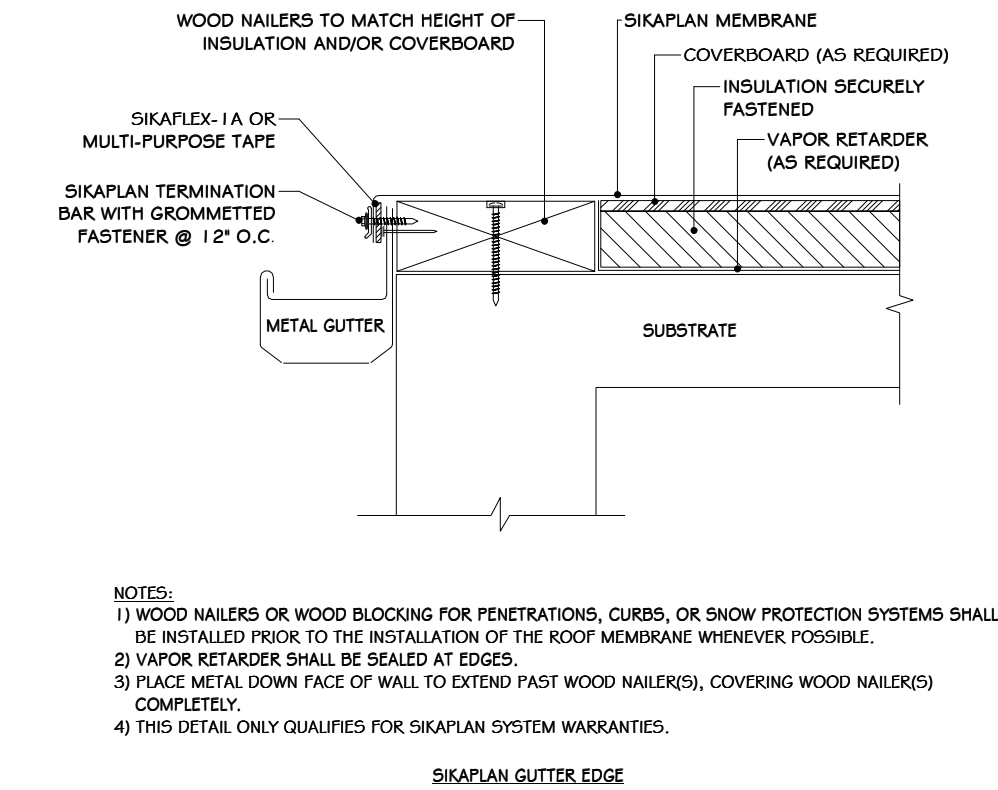 WOOD NAILERS TO MATCH HEIGHT OF
INSULATION AND/OR COVERBOARD
SIKAPLAN MEMBRANE
COVERBOARD (AS REQUIRED)
INSULATION SECURELY
FASTENED
VAPOR RETARDER
(AS REQUIRED)
SIKAFLEX-1A OR
MULTI-PURPOSE TAPE
SIKAPLAN TERMINATION
BAR WITH GROMMETTED
FASTENER @ 12" O.C.
METAL GUTTER
SUBSTRATE
NOTES:
1) WOOD NAILERS OR WOOD BLOCKING FOR PENETRATIONS, CURBS, OR SNOW PROTECTION SYSTEMS SHALL
BE INSTALLED PRIOR TO THE INSTALLATION OF THE ROOF MEMBRANE WHENEVER POSSIBLE.
2) VAPOR RETARDER SHALL BE SEALED AT EDGES.
3) PLACE METAL DOWN FACE OF WALL TO EXTEND PAST WOOD NAILER(S), COVERING WOOD NAILER(S)
COMPLETELY.
4) THIS DETAIL ONLY QUALIFIES FOR SIKAPLAN SYSTEM WARRANTIES.
SIKAPLAN GUTTER EDGE